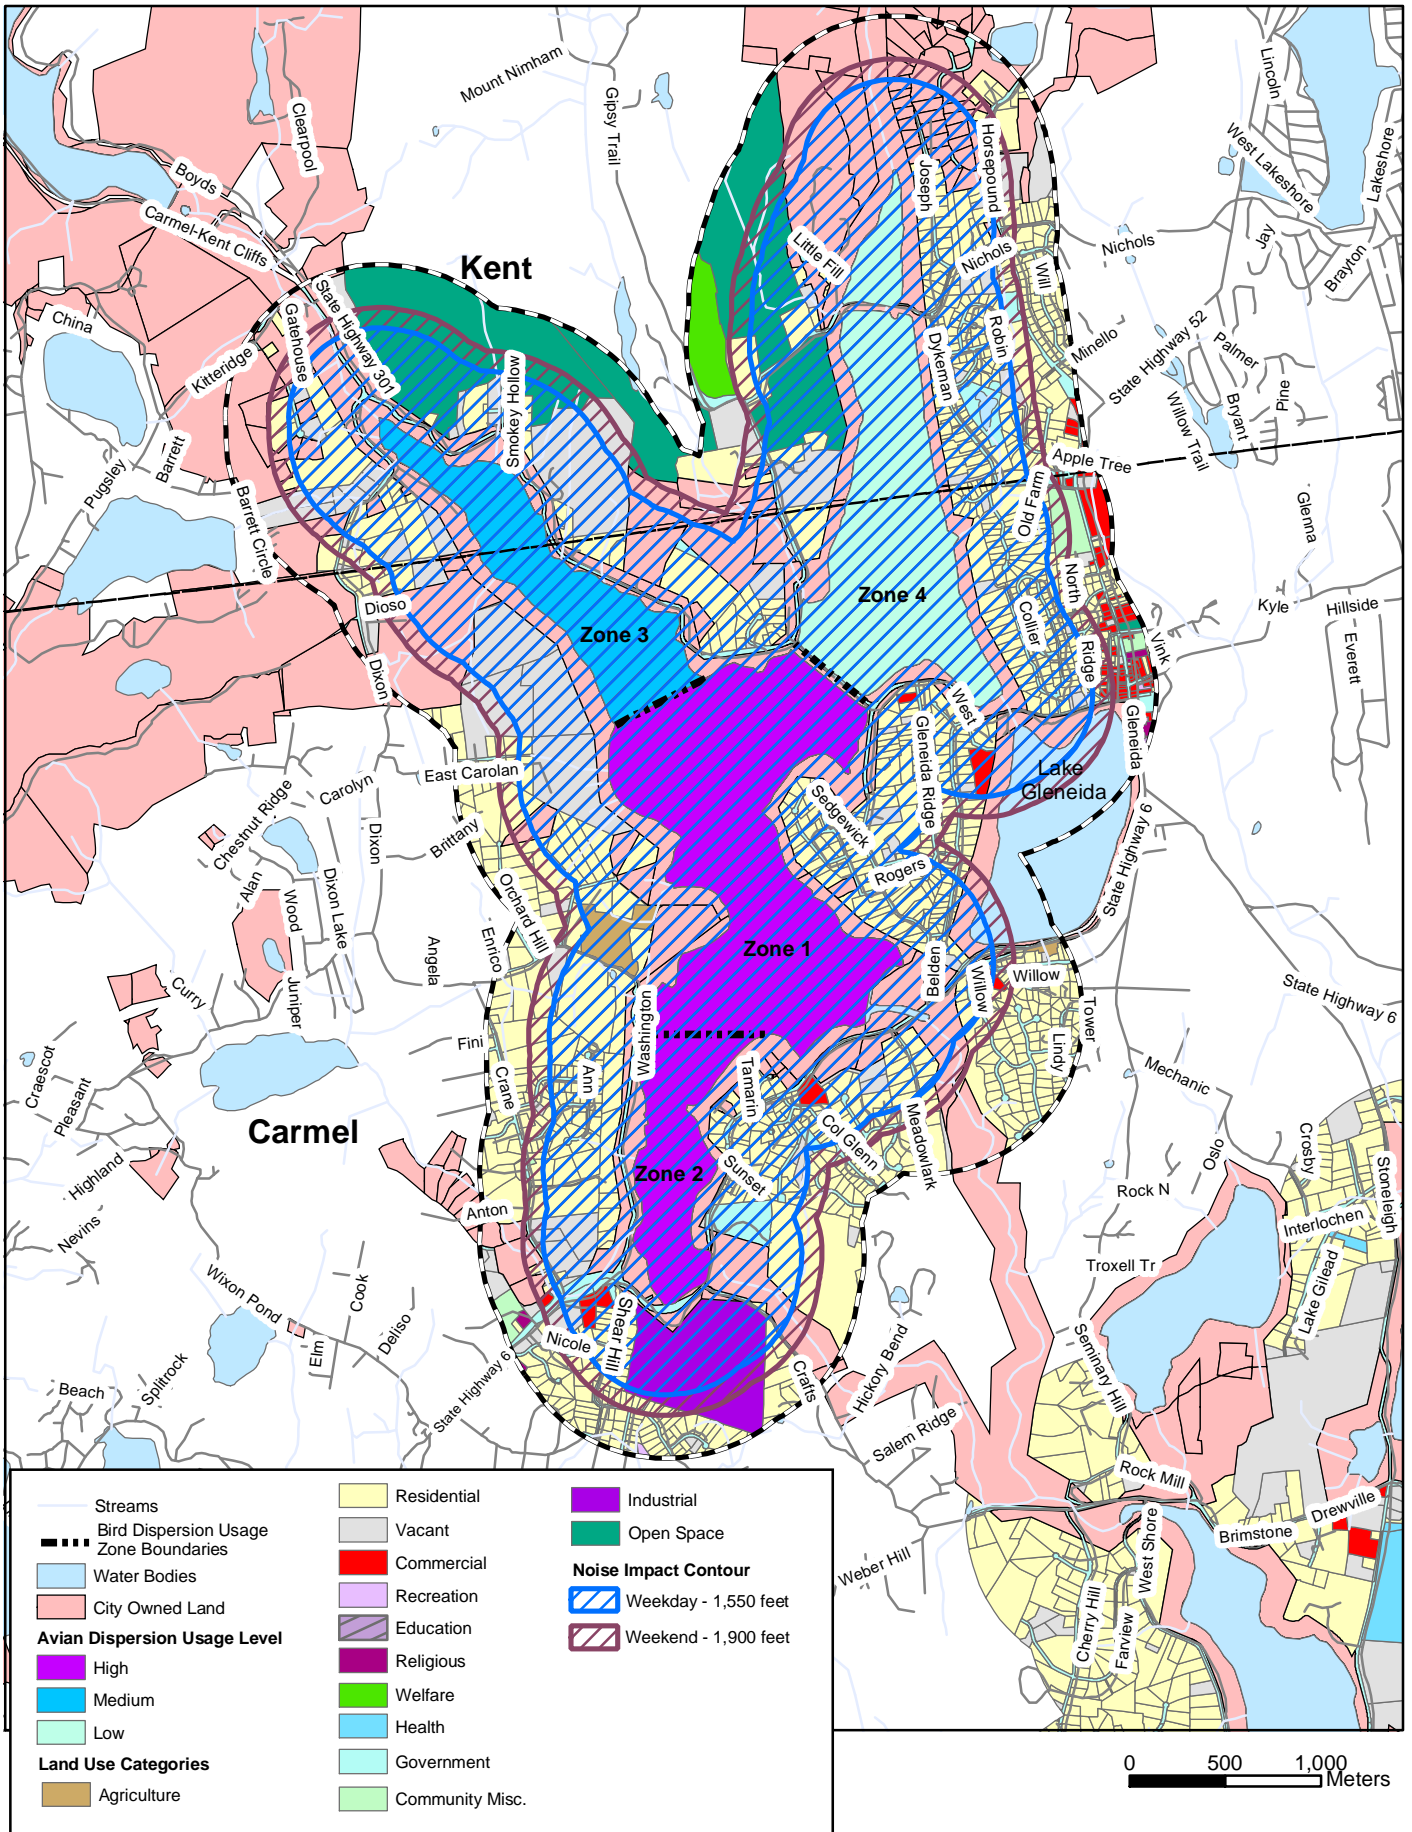 Mount Nimham
Gipsy Trail
Clearpool
Boyds
Carmel-Kent Cliffs
Kent
Lincoln
West Lakeshore
Lakeshore
Jay
Brayton
Nichols
Horsepound
Joseph
Nichols
Will
Little Fill
China
Kitteridge
Gatehouse
State Highway 301
Smokey Hollow
Robin
Dykeman
Minello
State Highway 52
Palmer
Pine
Bryant
Willow Trail
Barrett
Pugsley
Barrett Circle
Apple Tree
Old Farm
Glenna
North
Zone 4
Collier
Dioso
Zone 3
Kyle
Hillside
Everett
Vink
Ridge
Dixon
West
Gleneida
Gleneida Ridge
Lake
Gleneida
East Carolan
Carolyn
Chestnut Ridge
Sedgewick
State Highway 6
Dixon
Brittany
Rogers
Alan
Wood
Dixon Lake
Orchard Hill
Enrico
Angela
Zone 1
Belden
Willow
Willow
Tower
State Highway 6
Curry
Juniper
Washington
Fini
Lindy
Craescot
Pleasant
Crane
Ann
Tamarin
Mechanic
Carmel
Col Glenn
Meadowlark
Oslo
Crosby
Stoneleigh
Highland
Zone 2
Sunset
Rock N
Anton
Interlochen
Nevins
Troxell Tr
Lake Gilead
Wixon Pond
Cook
Deliso
Elm
Shear Hill
Nicole
Seminary Hill
Hickory Bend
Crafts
State Highway 6
Beach
Splitrock
Salem Ridge
Rock Mill
Drewville
Brimstone
West Shore
Weber Hill
Cherry Hill
Farview
Streams
Bird Dispersion Usage
Zone Boundaries
Water Bodies
City Owned Land
Avian Dispersion Usage Level
High
Medium
Low
Land Use Categories
Agriculture
Residential
Vacant
Commercial
Recreation
Education
Religious
Welfare
Health
Government
Community Misc.
Industrial
Open Space
Noise Impact Contour
Weekday - 1,550 feet
Weekend - 1,900 feet
0 500 1,000
Meters